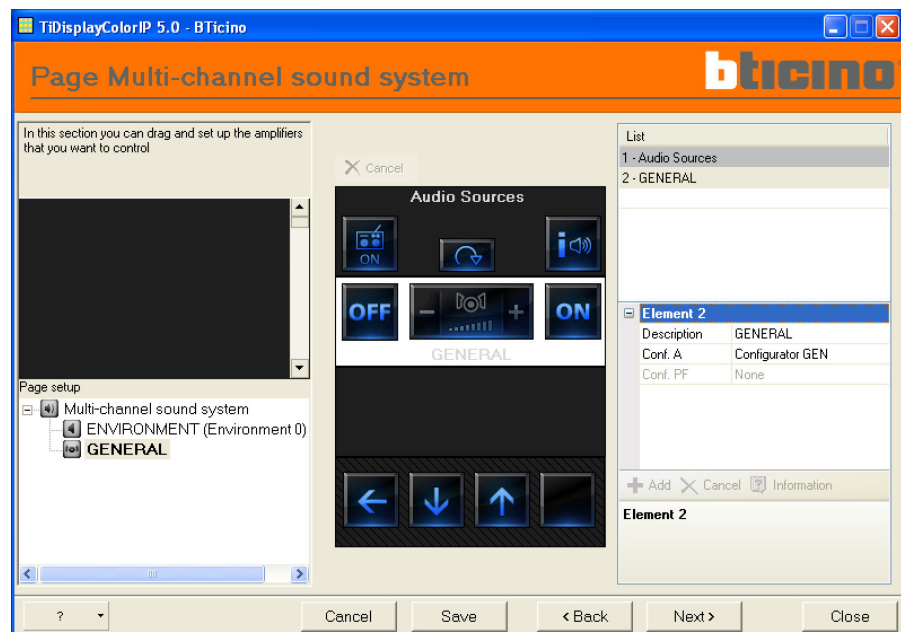 TiDisplayColorIP 5.0 - BTicino
Page Multi-channel sound system
bticino
In this section you can drag and set up the amplifiers
that you want to control
Cancel
Audio Sources
ON
i
OFF
- +
ON
GENERAL
List
1 - Audio Sources
2 - GENERAL
Element 2
Description GENERAL
Conf. A Configurator GEN
Conf. PF None
Add Cancel Information
Element 2
Page setup
Multi-channel sound system
ENVIRONMENT (Environment 0)
GENERAL
?
Cancel
Save
< Back
Next >
Close